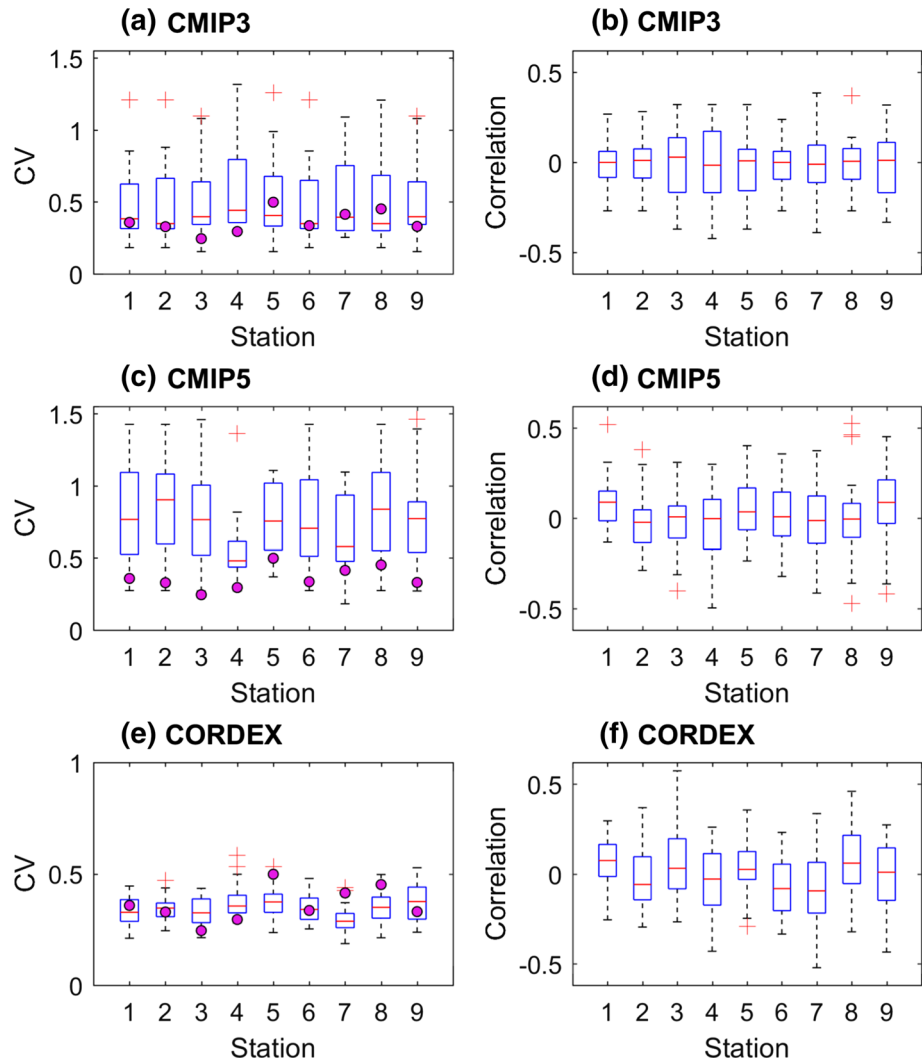 (a) CMIP3
1.5
1
0.5
0
CV
1 2 3 4 5 6 7 8 9
Station
(b) CMIP3
0.5
0
-0.5
Correlation
1 2 3 4 5 6 7 8 9
Station
(c) CMIP5
1.5
1
0.5
0
CV
1 2 3 4 5 6 7 8 9
Station
(d) CMIP5
0.5
0
-0.5
Correlation
1 2 3 4 5 6 7 8 9
Station
(e) CORDEX
1
0.5
0
CV
1 2 3 4 5 6 7 8 9
Station
(f) CORDEX
0.5
0
-0.5
Correlation
1 2 3 4 5 6 7 8 9
Station